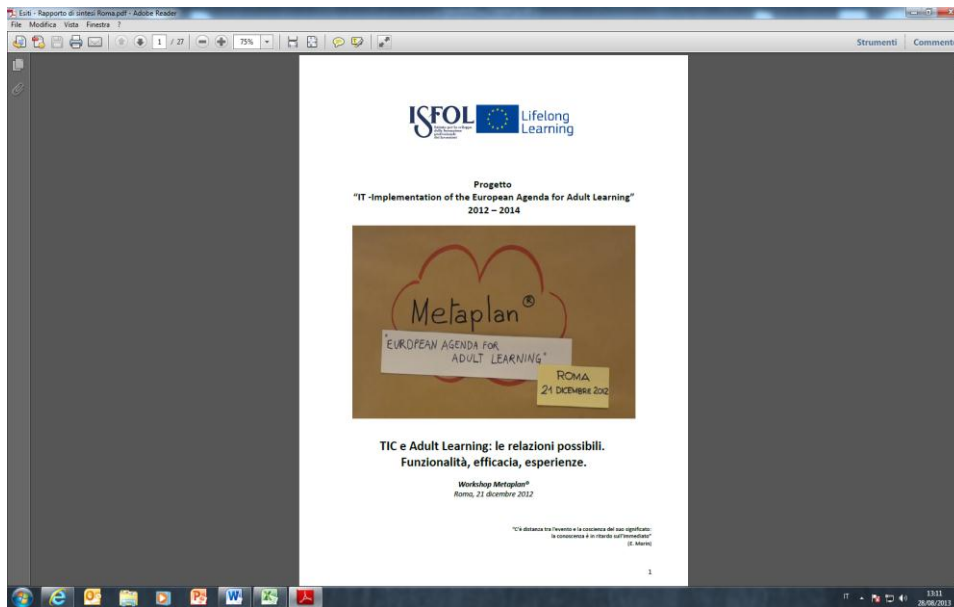 Esiti - Rapporto di sintesi Roma.pdf - Adobe Reader
File Modifica Vista Finestra ?
1 / 27 75% Strumenti Comment
ISFOL
Lifelong
Learning
Progetto
“IT -Implementation of the European Agenda for Adult Learning”
2012 – 2014
Metaplan®
"EUROPEAN AGENDA FOR
ADULT LEARNING"
ROMA
21 DICEMBRE 2012
TIC e Adult Learning: le relazioni possibili.
Funzionalità, efficacia, esperienze.
Workshop Metaplan®
Roma, 21 dicembre 2012
“C'è distanza tra l'evento e la coscienza del suo significato:
la conoscenza è in ritardo sull'immediato”
(E. Morin)
1
IT 13:11
28/08/2013